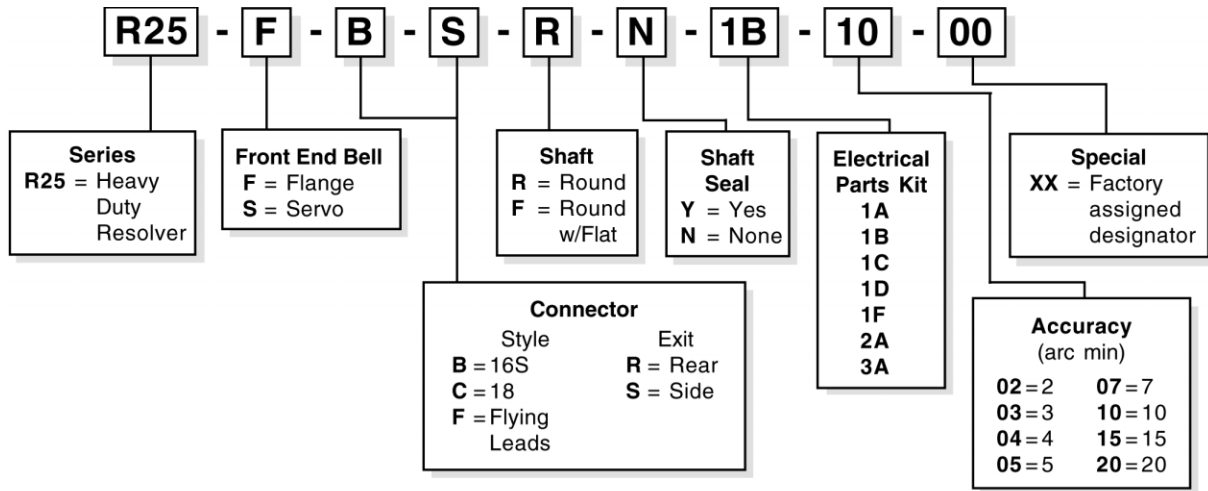 R25 - F - B - S - R - N - 1B - 10 - 00
Series
R25 = Heavy
Duty
Resolver
Front End Bell
F = Flange
S = Servo
Shaft
R = Round
F = Round
w/Flat
Shaft
Seal
Y = Yes
N = None
Electrical
Parts Kit
1A
1B
1C
1D
1F
2A
3A
Special
XX = Factory
assigned
designator
Connector
Style Exit
B = 16S R = Rear
C = 18 S = Side
F = Flying
Leads
Accuracy
(arc min)
02 = 2 07 = 7
03 = 3 10 = 10
04 = 4 15 = 15
05 = 5 20 = 20